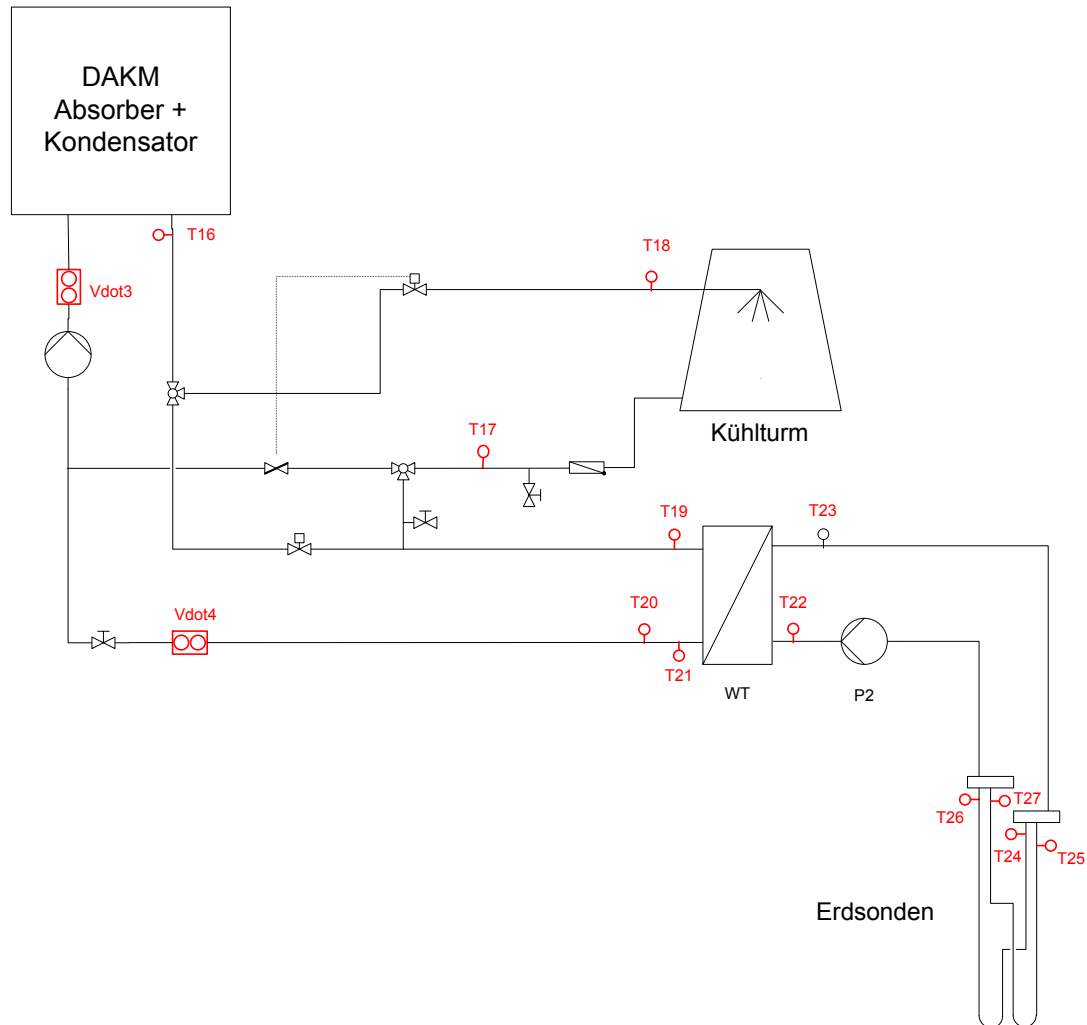 DAKM
Absorber +
Kondensator
T16
T18
Vdot3
Kühlturm
T17
T19
T23
Vdot4
T20
T22
T21
WT
P2
T27
T26
T24
T25
Erdsonden